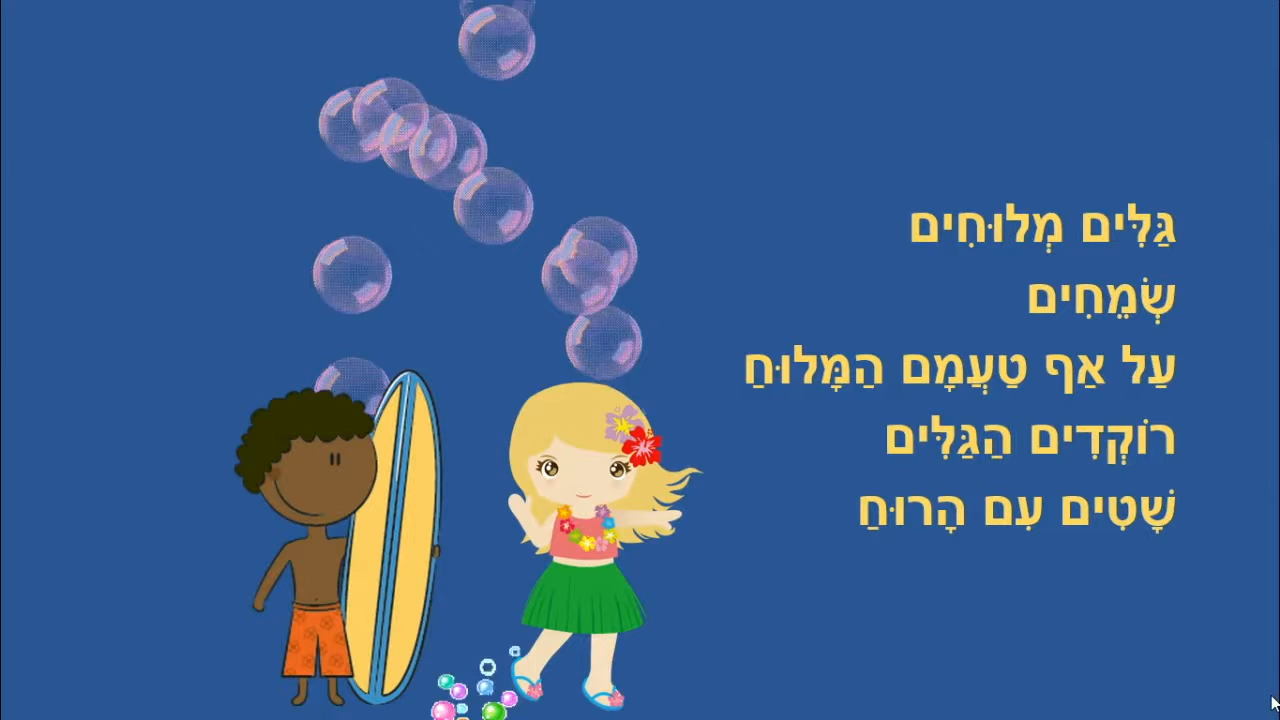 גַּלִּים מְלוּחִים
שְׂמֵחִים
עַל אַף טַעֲמָם הַמָּלוּחַ
רוֹקְדִים הַגַּלִּים
שָׁטִים עִם הָרוּחַ